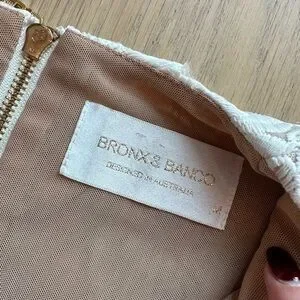 BRONX & BANCO
DESIGNED IN AUSTRALIA